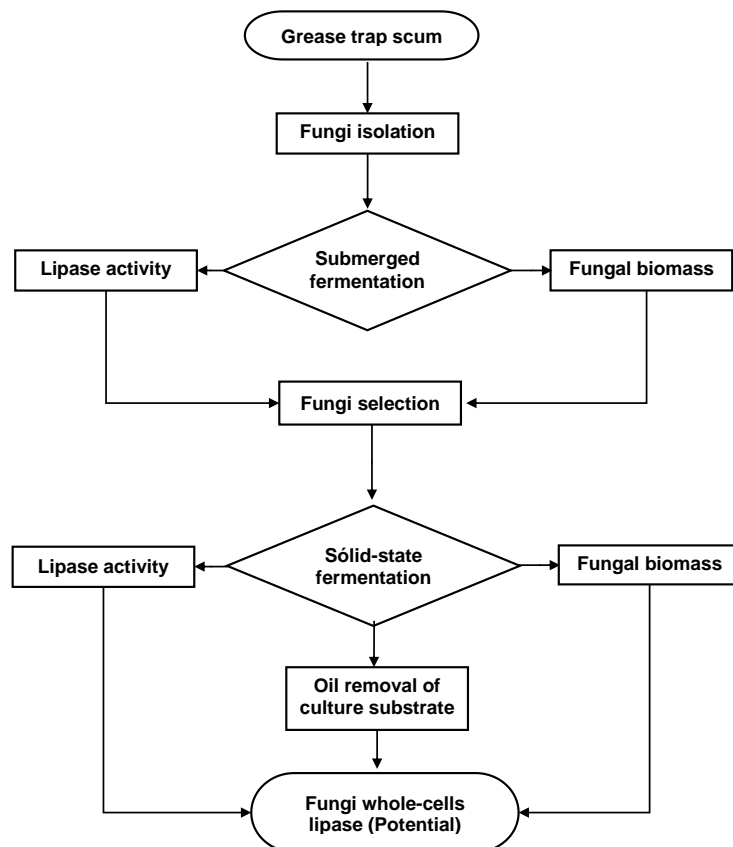 Grease trap scum
Fungi isolation
Submerged
fermentation
Lipase activity
Fungal biomass
Fungi selection
Sólid-state
fermentation
Lipase activity
Fungal biomass
Oil removal of
culture substrate
Fungi whole-cells
lipase (Potential)